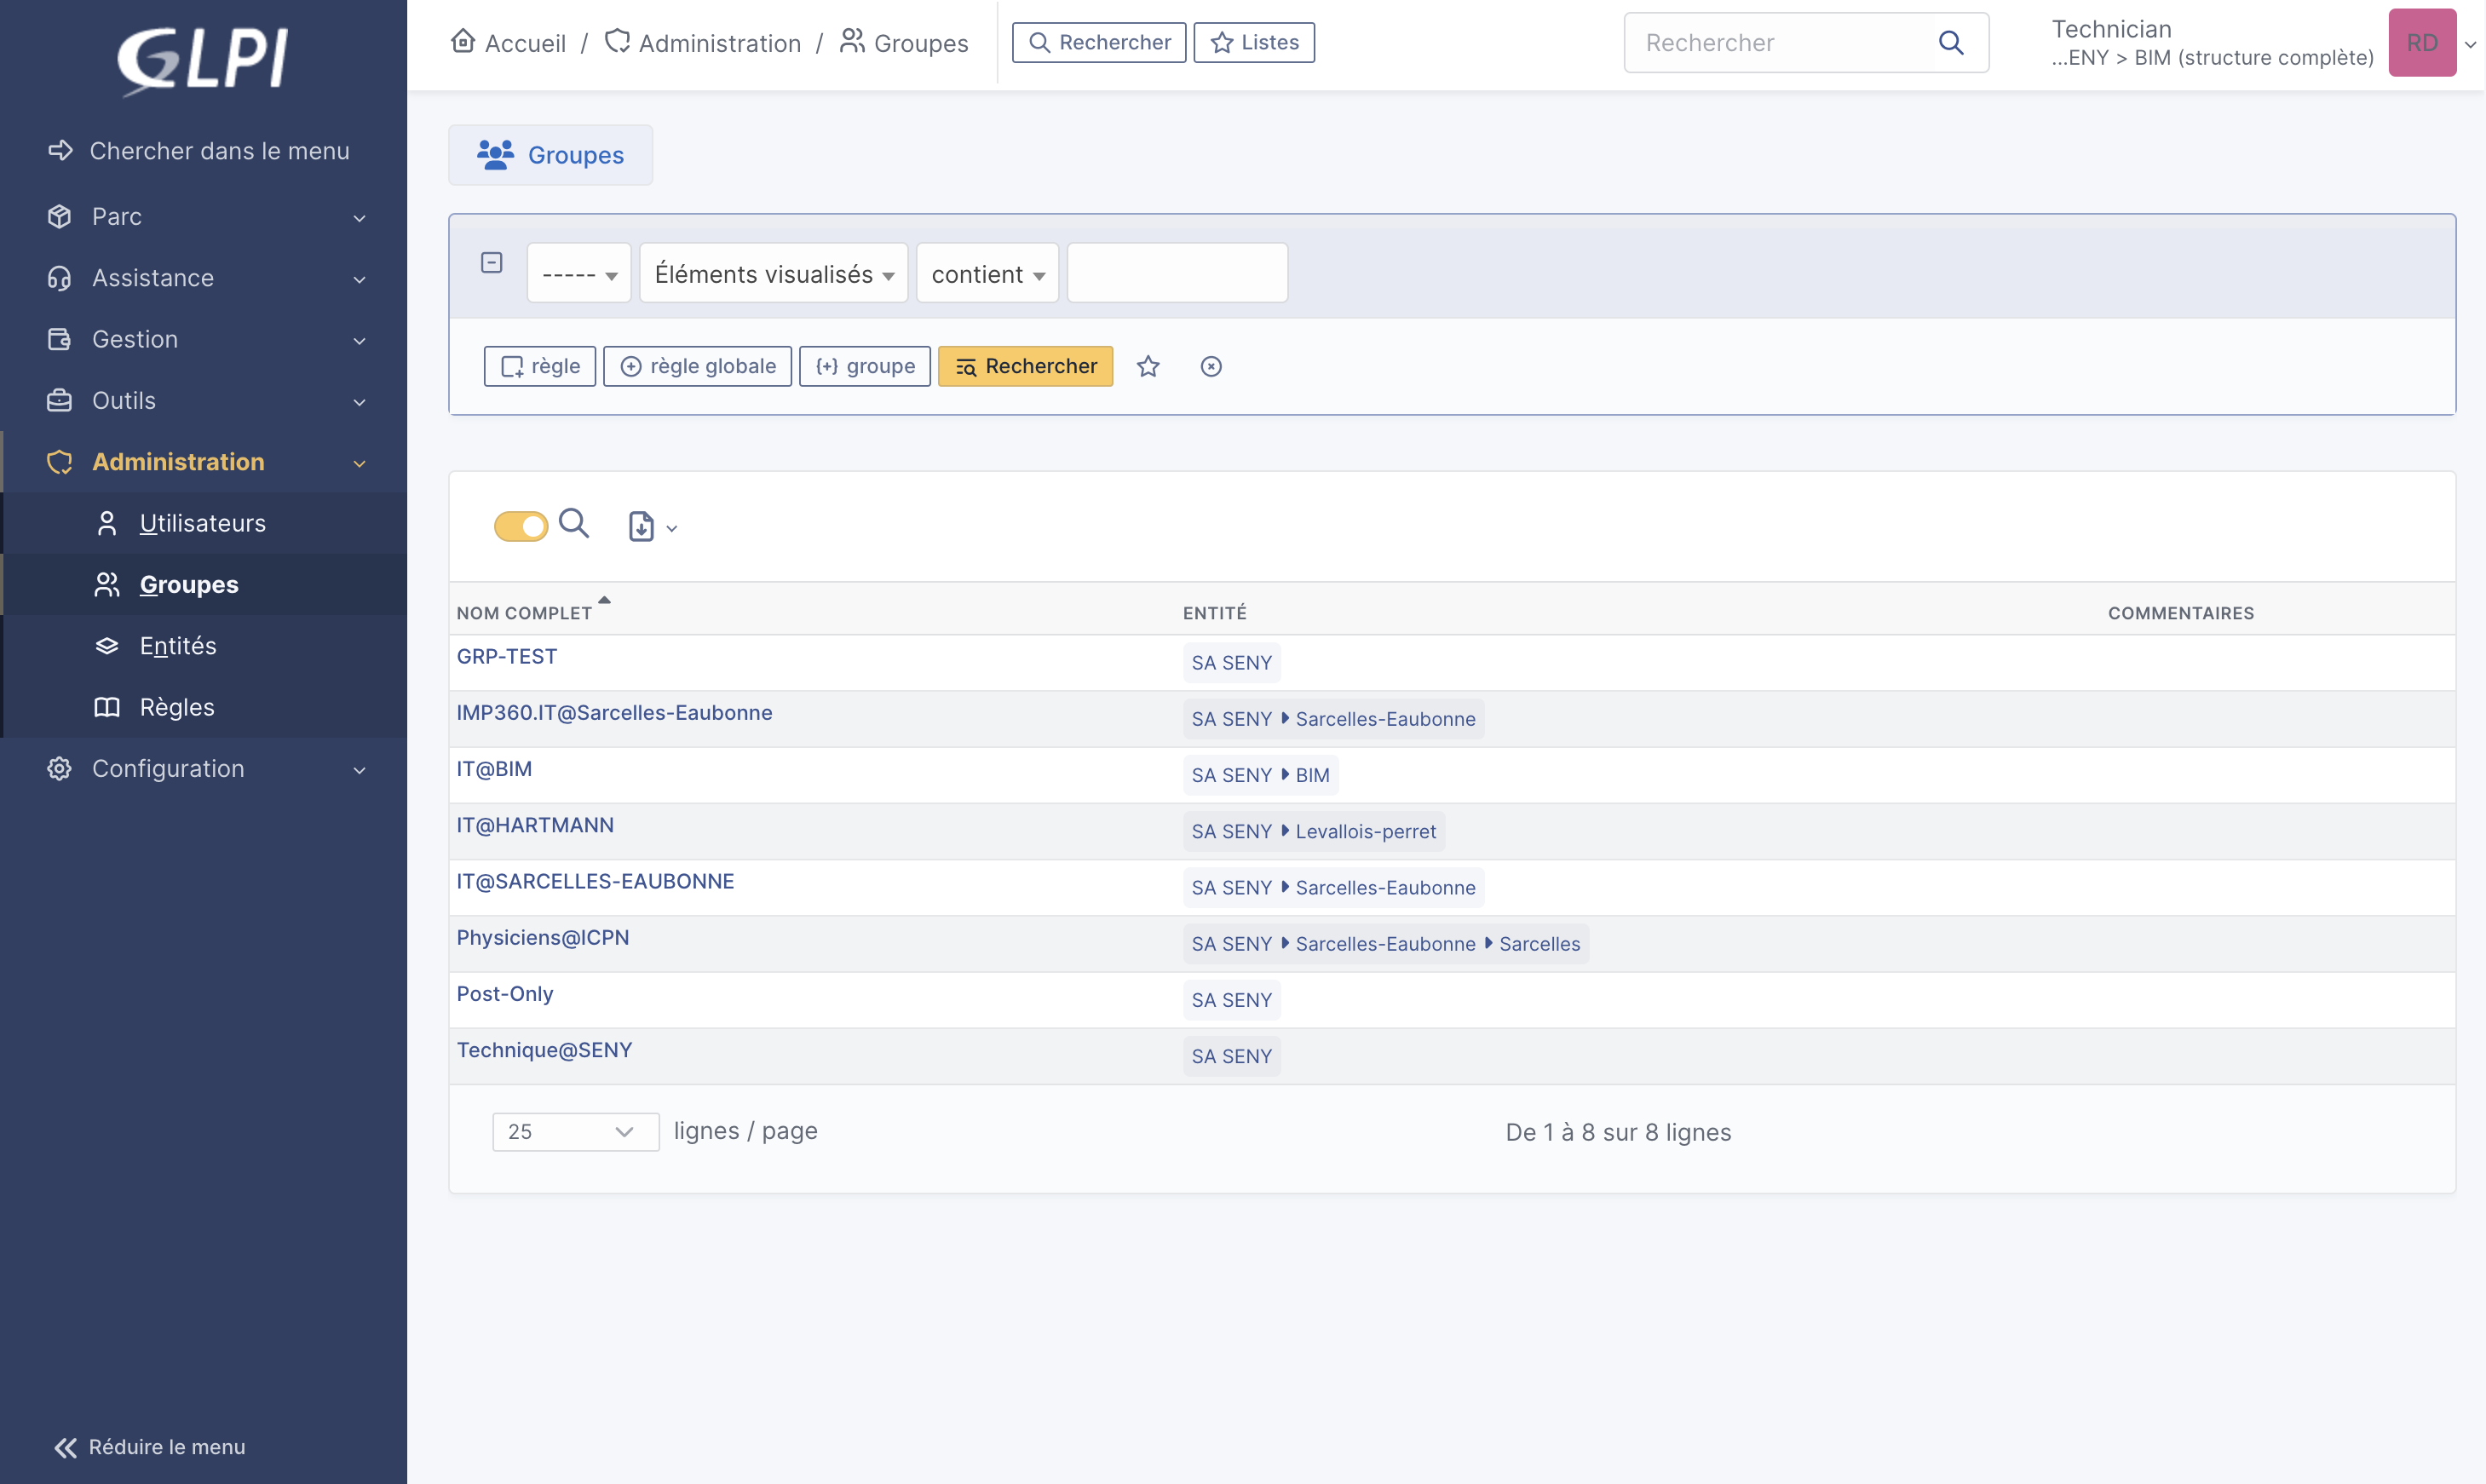 GLPI
Chercher dans le menu
Parc
Assistance
Gestion
Outils
Administration
Utilisateurs
Groupes
Entités
Règles
Configuration
Réduire le menu
Accueil / Administration / Groupes
Rechercher
Listes
Rechercher
Technician
...ENY > BIM (structure complète)
RD
Groupes
----- Éléments visualisés contient
règle règle globale {+} groupe Rechercher
NOM COMPLET ENTITÉ COMMENTAIRES
GRP-TEST SA SENY
IMP360.IT@Sarcelles-Eaubonne SA SENY Sarcelles-Eaubonne
IT@BIM SA SENY BIM
IT@HARTMANN SA SENY Levallois-perret
IT@SARCELLES-EAUBONNE SA SENY Sarcelles-Eaubonne
Physiciens@ICPN SA SENY Sarcelles-Eaubonne Sarcelles
Post-Only SA SENY
Technique@SENY SA SENY
25 lignes / page De 1 à 8 sur 8 lignes